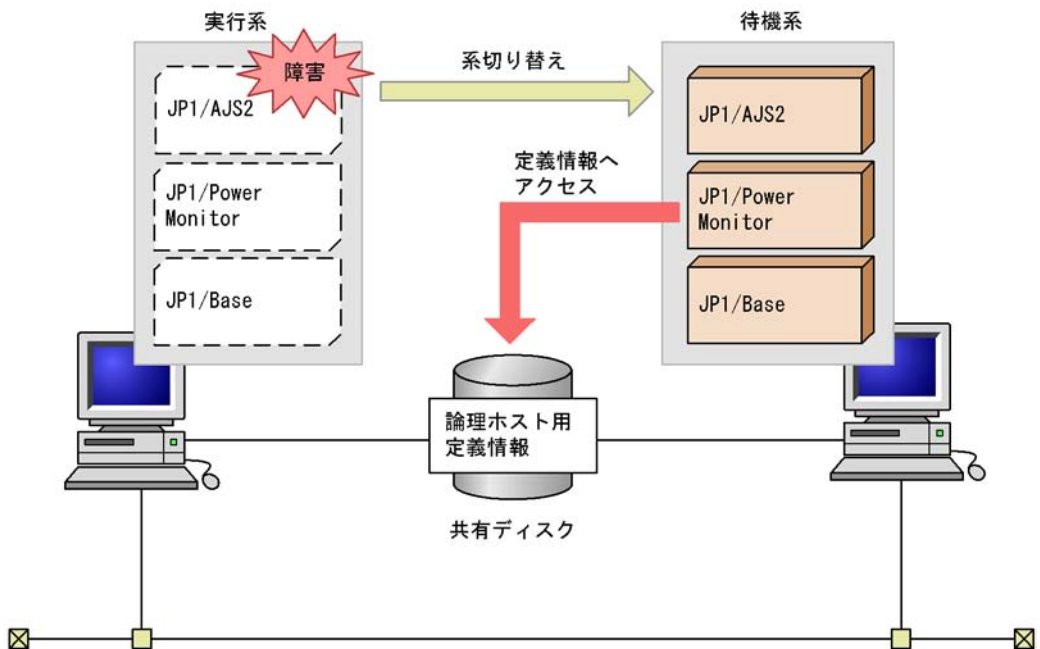 実行系
待機系
障害
系切り替え
JP1/AJS2
JP1/AJS2
定義情報へ
アクセス
JP1/Power
Monitor
JP1/Power
Monitor
JP1/Base
JP1/Base
論理ホスト用
定義情報
共有ディスク